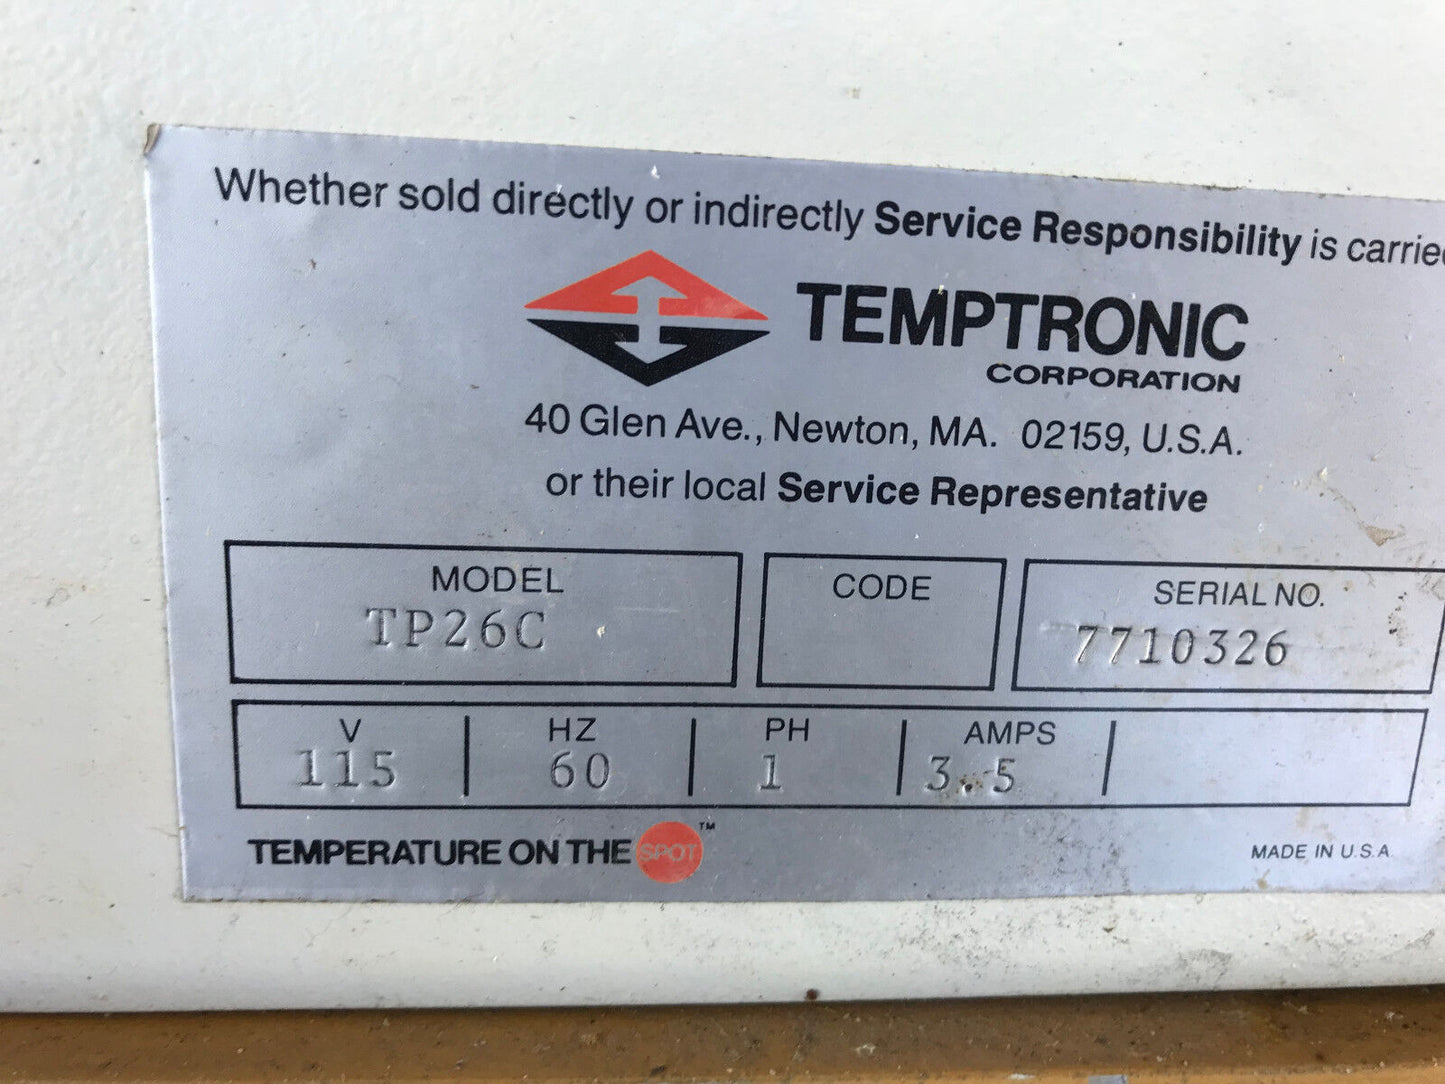 Whether sold directly or indirectly Service Responsibility is carried
TEMPTRONIC
CORPORATION
40 Glen Ave., Newton, MA. 02159, U.S.A.
or their local Service Representative
MODEL
TP26C
CODE
SERIAL NO.
7710326
V
115
HZ
60
PH
1
AMPS
3.5
TEMPERATURE ON THE SPOT™
MADE IN U.S.A